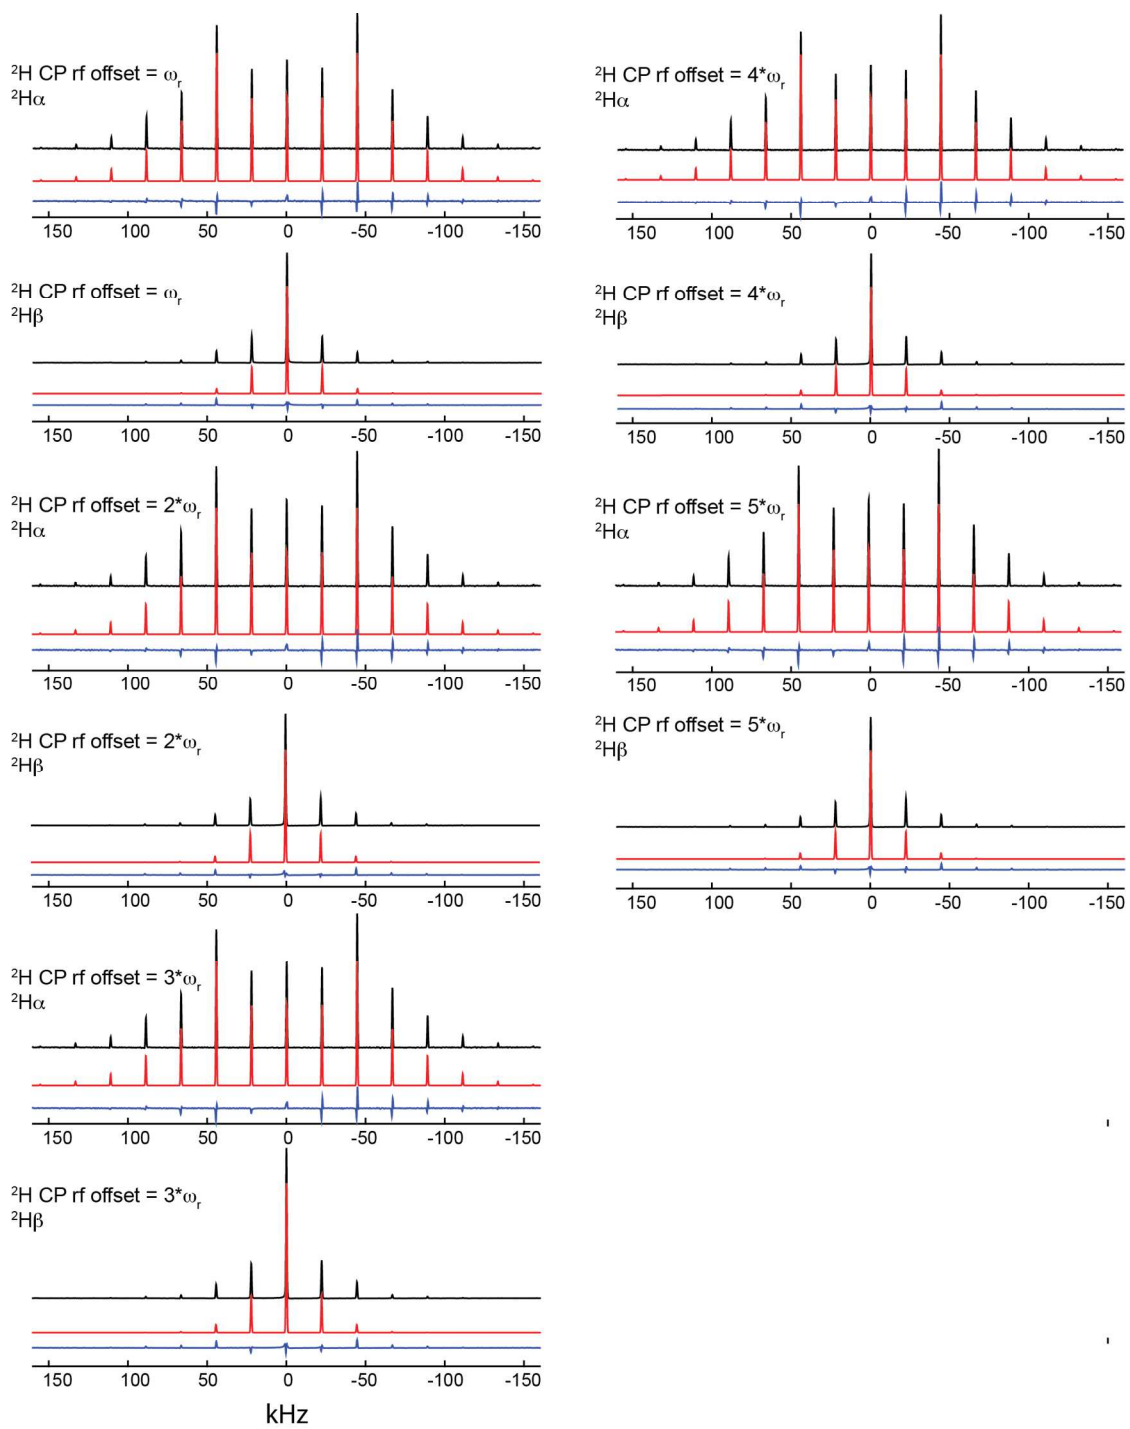 ²H CP rf offset = ωr
²Hα
150 100 50 0 -50 -100 -150
²H CP rf offset = ωr
²Hβ
150 100 50 0 -50 -100 -150
²H CP rf offset = 2*ωr
²Hα
150 100 50 0 -50 -100 -150
²H CP rf offset = 2*ωr
²Hβ
150 100 50 0 -50 -100 -150
²H CP rf offset = 3*ωr
²Hα
150 100 50 0 -50 -100 -150
²H CP rf offset = 3*ωr
²Hβ
150 100 50 0 -50 -100 -150
kHz
²H CP rf offset = 4*ωr
²Hα
150 100 50 0 -50 -100 -150
²H CP rf offset = 4*ωr
²Hβ
150 100 50 0 -50 -100 -150
²H CP rf offset = 5*ωr
²Hα
150 100 50 0 -50 -100 -150
²H CP rf offset = 5*ωr
²Hβ
150 100 50 0 -50 -100 -150